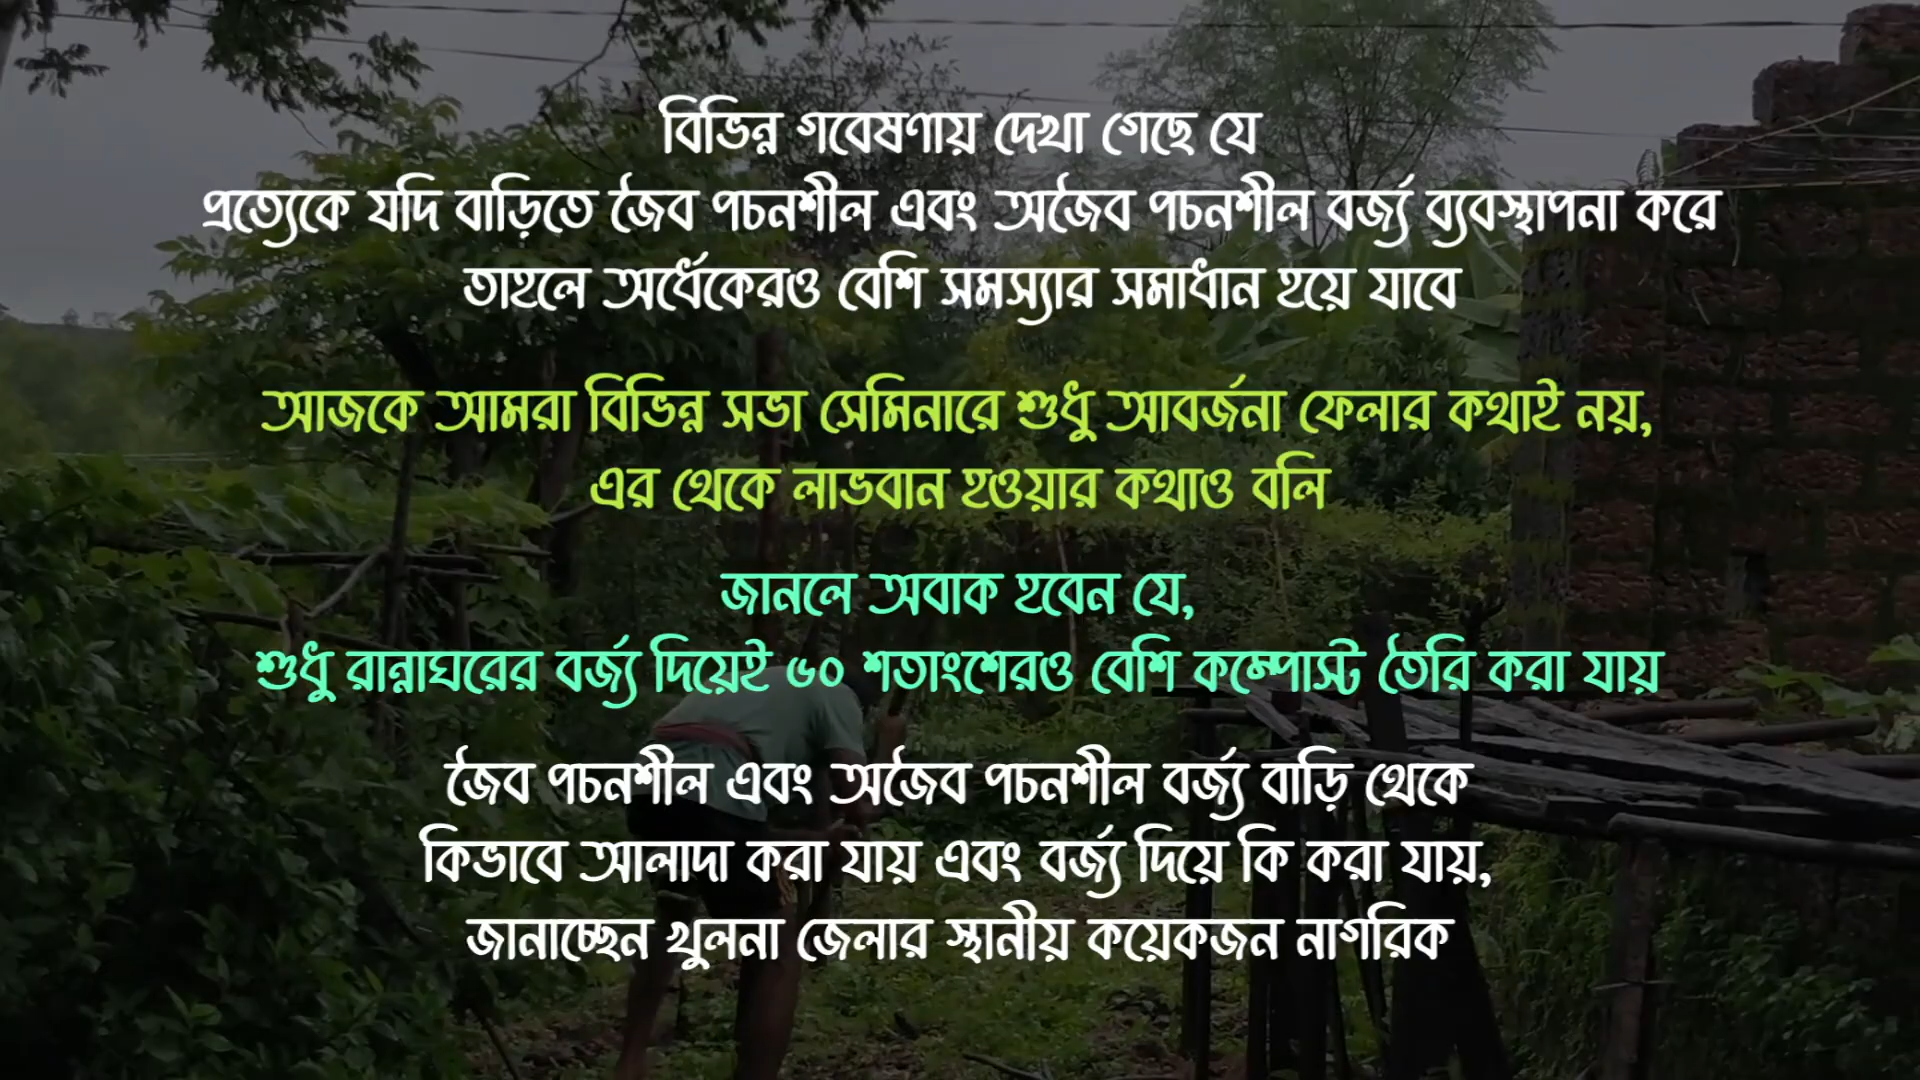 বিভিন্ন গবেষণায় দেখা গেছে যে
প্রত্যেকে যদি বাড়িতে জৈব পচনশীল এবং অজৈব পচনশীল বর্জ্য ব্যবস্থাপনা করে
তাহলে অর্ধেকেরও বেশি সমস্যার সমাধান হয়ে যাবে
আজকে আমরা বিভিন্ন সভা সেমিনারে শুধু আবর্জনা ফেলার কথাই নয়,
এর থেকে লাভবান হওয়ার কথাও বলি
জানলে অবাক হবেন যে,
শুধু রান্নাঘরের বর্জ্য দিয়েই ৬০ শতাংশেরও বেশি কম্পোস্ট তৈরি করা যায়
জৈব পচনশীল এবং অজৈব পচনশীল বর্জ্য বাড়ি থেকে
কিভাবে আলাদা করা যায় এবং বর্জ্য দিয়ে কি করা যায়,
জানাচ্ছেন খুলনা জেলার স্থানীয় কয়েকজন নাগরিক